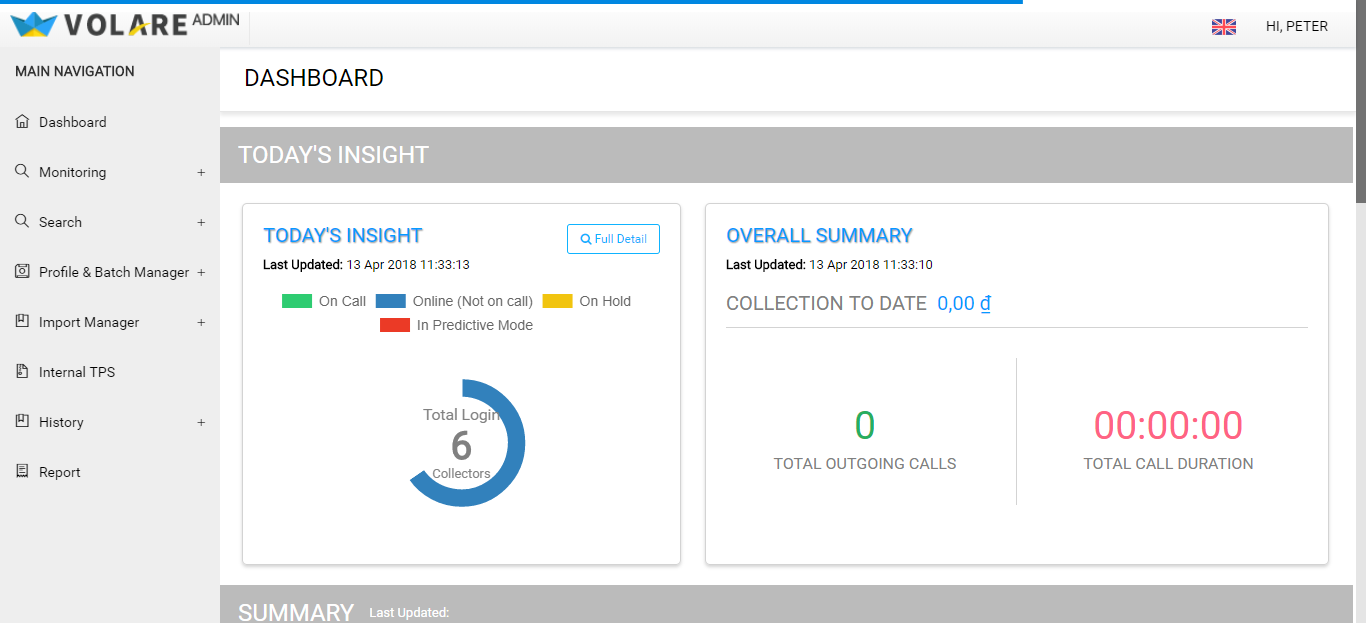 VOLARE ADMIN
HI, PETER
MAIN NAVIGATION
Dashboard
Monitoring +
Search +
Profile & Batch Manager +
Import Manager +
Internal TPS
History +
Report
DASHBOARD
TODAY'S INSIGHT
TODAY'S INSIGHT
Full Detail
Last Updated: 13 Apr 2018 11:33:13
On Call Online (Not on call) On Hold
In Predictive Mode
Total Login
6
Collectors
OVERALL SUMMARY
Last Updated: 13 Apr 2018 11:33:10
COLLECTION TO DATE 0,00 ₫
0
TOTAL OUTGOING CALLS
00:00:00
TOTAL CALL DURATION
SUMMARY Last Updated: